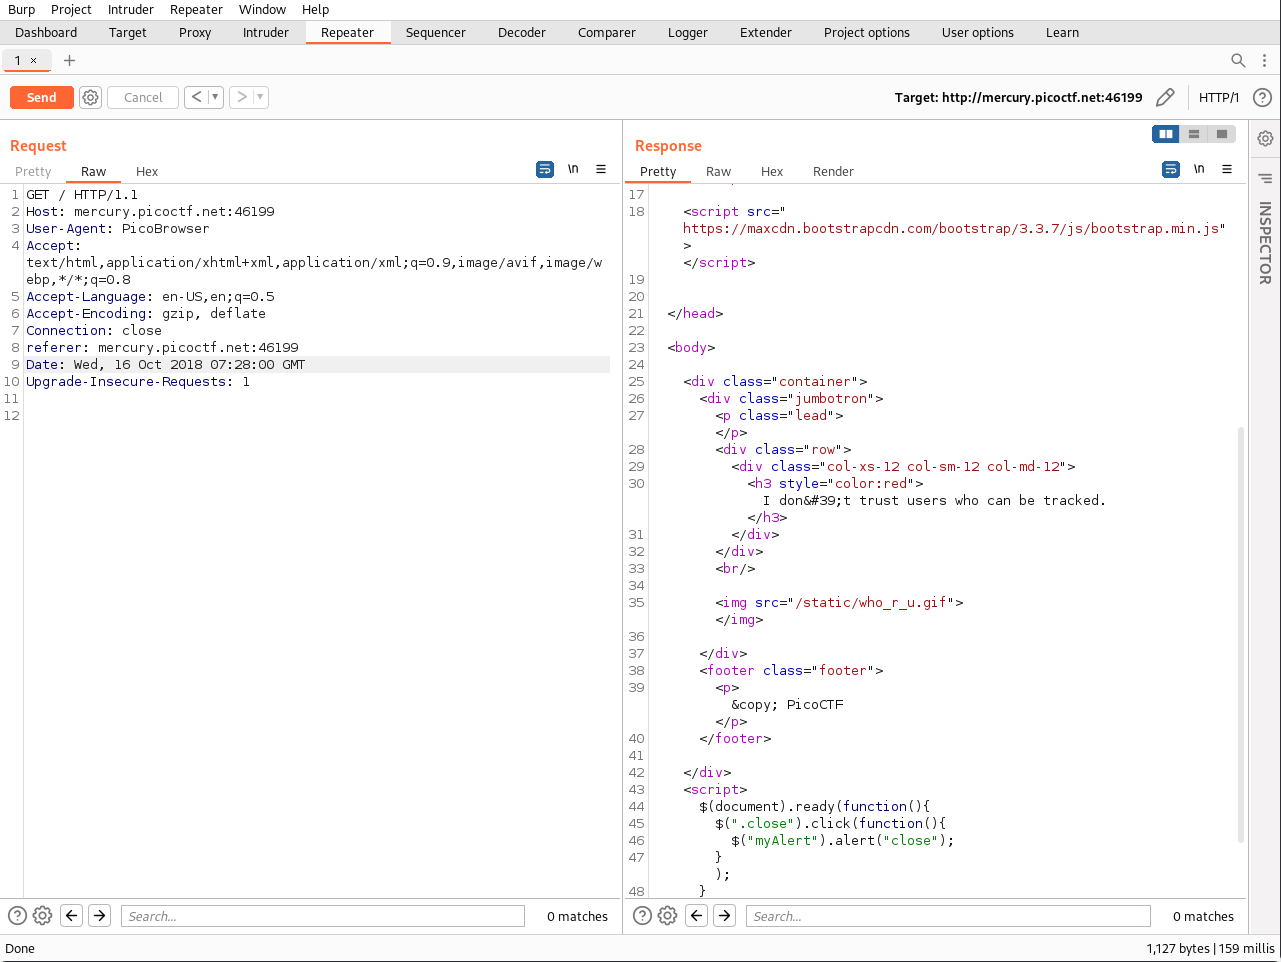 Burp Project Intruder Repeater Window Help
Dashboard Target Proxy Intruder Repeater Sequencer Decoder Comparer Logger Extender Project options User options Learn
1 × +
Send Cancel < > Target: http://mercury.picoctf.net:46199 HTTP/1 ?
Request
Pretty Raw Hex \n
1 GET / HTTP/1.1
2 Host: mercury.picoctf.net:46199
3 User-Agent: PicoBrowser
4 Accept:
text/html,application/xhtml+xml,application/xml;q=0.9,image/avif,image/w
ebp,*/*;q=0.8
5 Accept-Language: en-US,en;q=0.5
6 Accept-Encoding: gzip, deflate
7 Connection: close
8 referer: mercury.picoctf.net:46199
9 Date: Wed, 16 Oct 2018 07:28:00 GMT
10 Upgrade-Insecure-Requests: 1
11
12
? Search... 0 matches
Response
Pretty Raw Hex Render \n
17
18 <script src="
https://maxcdn.bootstrapcdn.com/bootstrap/3.3.7/js/bootstrap.min.js"
>
</script>
19
20
21 </head>
22
23 <body>
24
25 <div class="container">
26 <div class="jumbotron">
27 <p class="lead">
</p>
28 <div class="row">
29 <div class="col-xs-12 col-sm-12 col-md-12">
30 <h3 style="color:red">
I don&#39;t trust users who can be tracked.
</h3>
31 </div>
32 </div>
33 <br/>
34
35 <img src="/static/who_r_u.gif">
</img>
36
37 </div>
38 <footer class="footer">
39 <p>
&copy; PicoCTF
</p>
40 </footer>
41
42 </div>
43 <script>
44 $(document).ready(function(){
45 $(".close").click(function(){
46 $("myAlert").alert("close");
47 }
);
48 }
? Search... 0 matches
INSPECTOR
Done 1,127 bytes | 159 millis